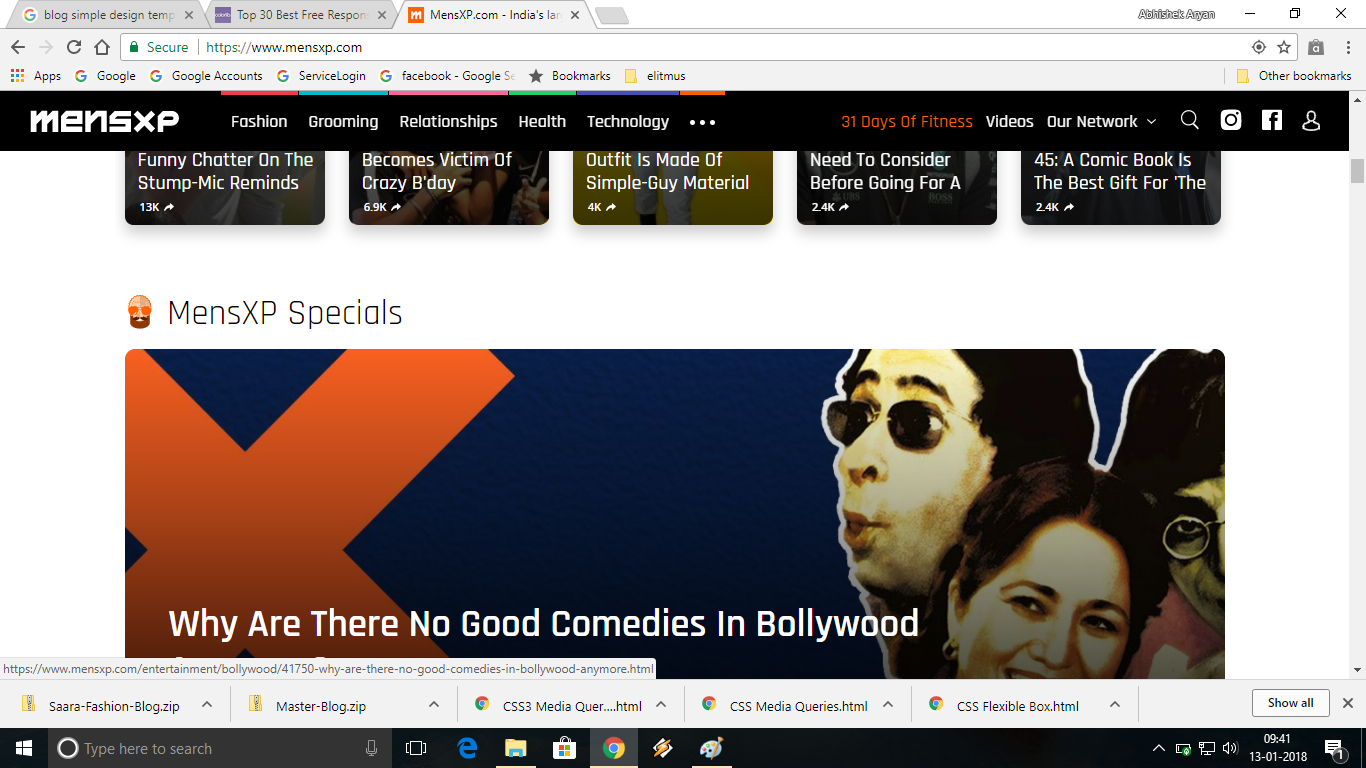 blog simple design temp
Top 30 Best Free Respons
MensXP.com - India's lar
Abhishek Aryan
Secure
https://www.mensxp.com
a
Apps
Google
Google Accounts
ServiceLogin
facebook - Google Se
Bookmarks
elitmus
Other bookmarks
mensxp
Fashion
Grooming
Relationships
Health
Technology
31 Days Of Fitness
Videos
Our Network
Funny Chatter On The
Stump-Mic Reminds
13K
Becomes Victim Of
Crazy B'day
6.9K
Outfit Is Made Of
Simple-Guy Material
4K
Need To Consider
Before Going For A
2.4K
UBS
BOSS
45: A Comic Book Is
The Best Gift For 'The
2.4K
MensXP Specials
Why Are There No Good Comedies In Bollywood
https://www.mensxp.com/entertainment/bollywood/41750-why-are-there-no-good-comedies-in-bollywood-anymore.html
Saara-Fashion-Blog.zip
Master-Blog.zip
CSS3 Media Quer....html
CSS Media Queries.html
CSS Flexible Box.html
Show all
Type here to search
09:41
13-01-2018
1